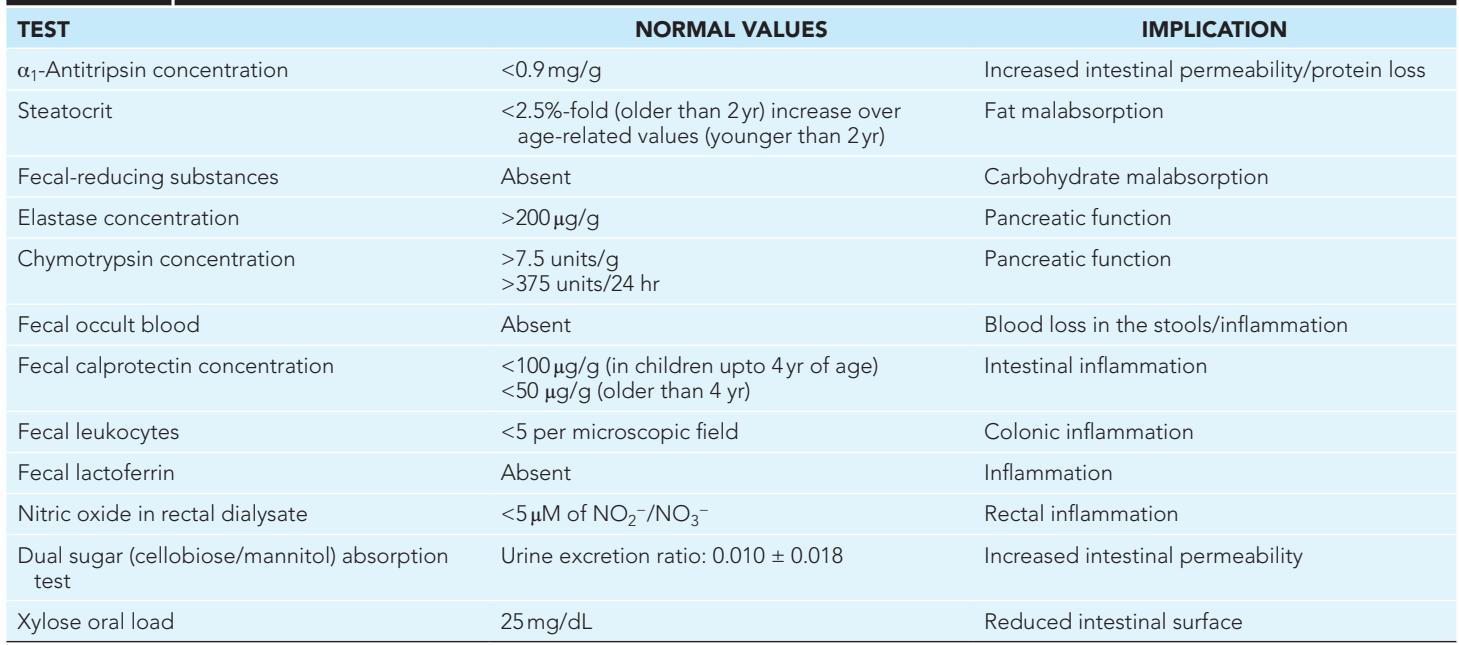 TEST NORMAL VALUES IMPLICATION
α₁-Antitripsin concentration <0.9 mg/g Increased intestinal permeability/protein loss
Steatocrit <2.5%-fold (older than 2 yr) increase over Fat malabsorption
age-related values (younger than 2 yr)
Fecal-reducing substances Absent Carbohydrate malabsorption
Elastase concentration >200 μg/g Pancreatic function
Chymotrypsin concentration >7.5 units/g Pancreatic function
>375 units/24 hr
Fecal occult blood Absent Blood loss in the stools/inflammation
Fecal calprotectin concentration <100 μg/g (in children upto 4 yr of age) Intestinal inflammation
<50 μg/g (older than 4 yr)
Fecal leukocytes <5 per microscopic field Colonic inflammation
Fecal lactoferrin Absent Inflammation
Nitric oxide in rectal dialysate <5 μM of NO₂⁻/NO₃⁻ Rectal inflammation
Dual sugar (cellobiose/mannitol) absorption Urine excretion ratio: 0.010 ± 0.018 Increased intestinal permeability
test
Xylose oral load 25 mg/dL Reduced intestinal surface